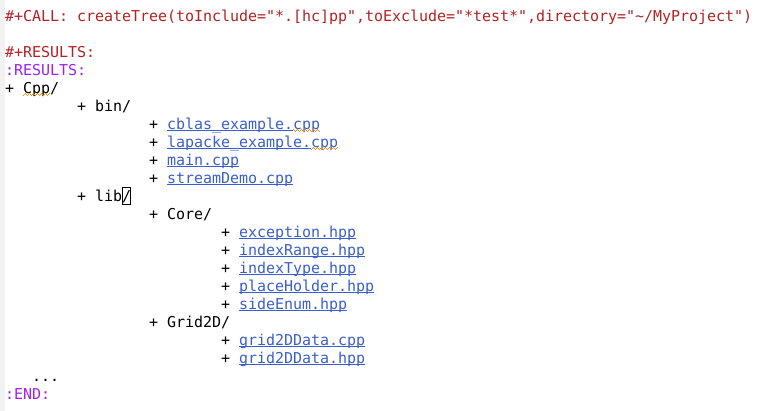 #+CALL: createTree(toInclude="*.[hc]pp",toExclude="*test*",directory="~/MyProject")
#+RESULTS:
:RESULTS:
+ Cpp/
+ bin/
+ cblas_example.cpp
+ lapacke_example.cpp
+ main.cpp
+ streamDemo.cpp
+ lib/
+ Core/
+ exception.hpp
+ indexRange.hpp
+ indexType.hpp
+ placeHolder.hpp
+ sideEnum.hpp
+ Grid2D/
+ grid2DData.cpp
+ grid2DData.hpp
...
:END: